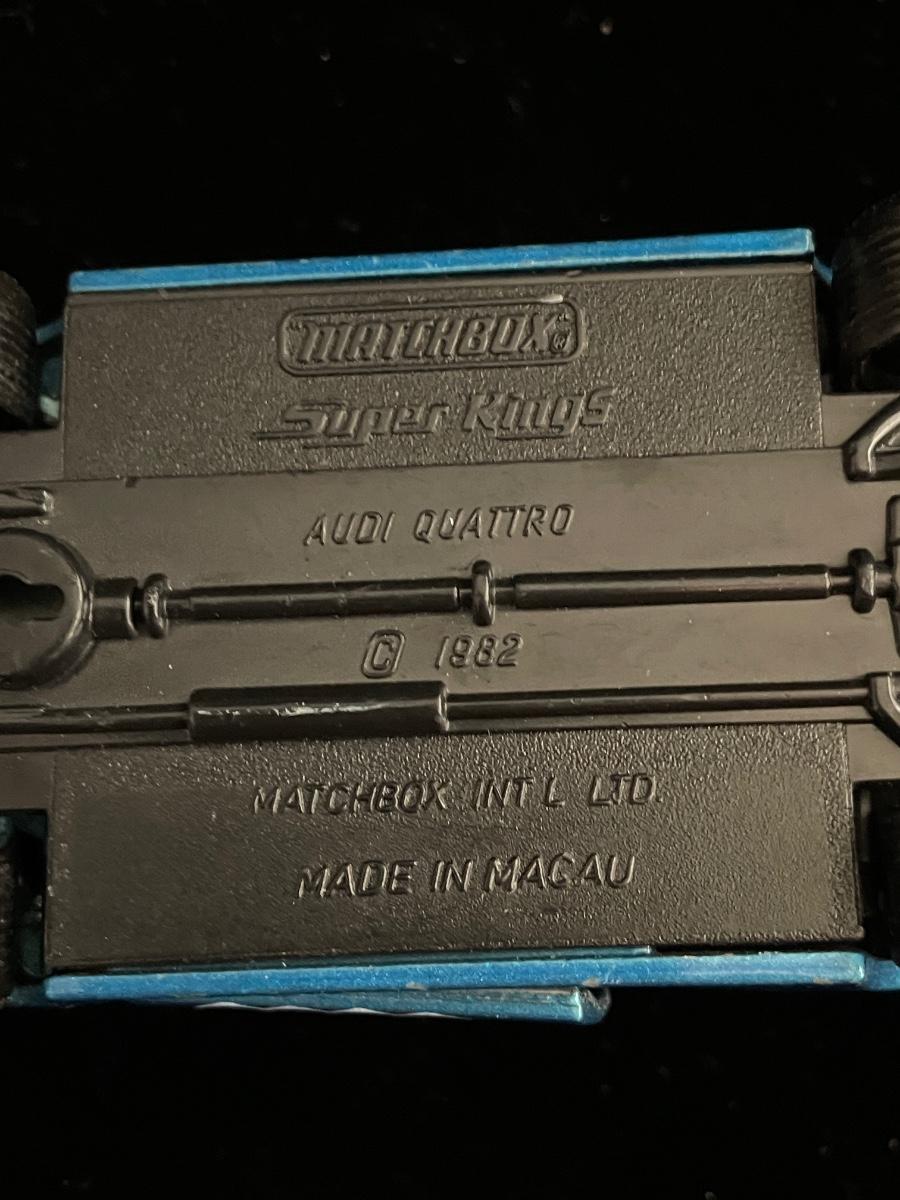 "MATCHBOX"®
Super Kings
AUDI QUATTRO
© 1982
MATCHBOX INT'L LTD.
MADE IN MACAU